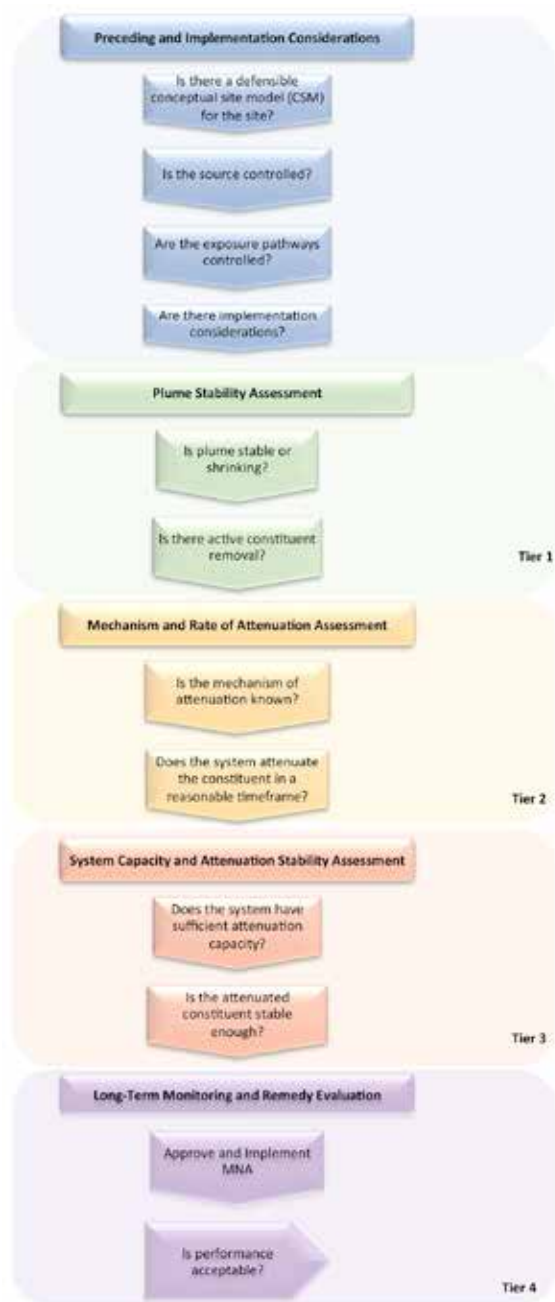 Preceding and Implementation Considerations
Is there a defensible
conceptual site model (CSM)
for the site?
Is the source controlled?
Are the exposure pathways
controlled?
Are there implementation
considerations?
Plume Stability Assessment
Is plume stable or
shrinking?
Is there active constituent
removal?
Tier 1
Mechanism and Rate of Attenuation Assessment
Is the mechanism of
attenuation known?
Does the system attenuate
the constituent in a
reasonable timeframe?
Tier 2
System Capacity and Attenuation Stability Assessment
Does the system have
sufficient attenuation
capacity?
Is the attenuated
constituent stable
enough?
Tier 3
Long-Term Monitoring and Remedy Evaluation
Approve and Implement
MNA
Is performance
acceptable?
Tier 4